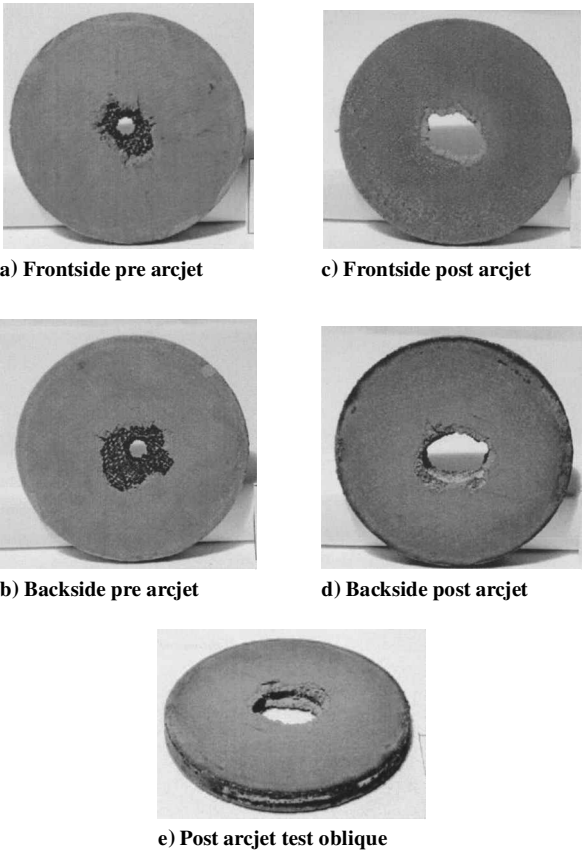 a) Frontside pre arcjet
c) Frontside post arcjet
b) Backside pre arcjet
d) Backside post arcjet
e) Post arcjet test oblique